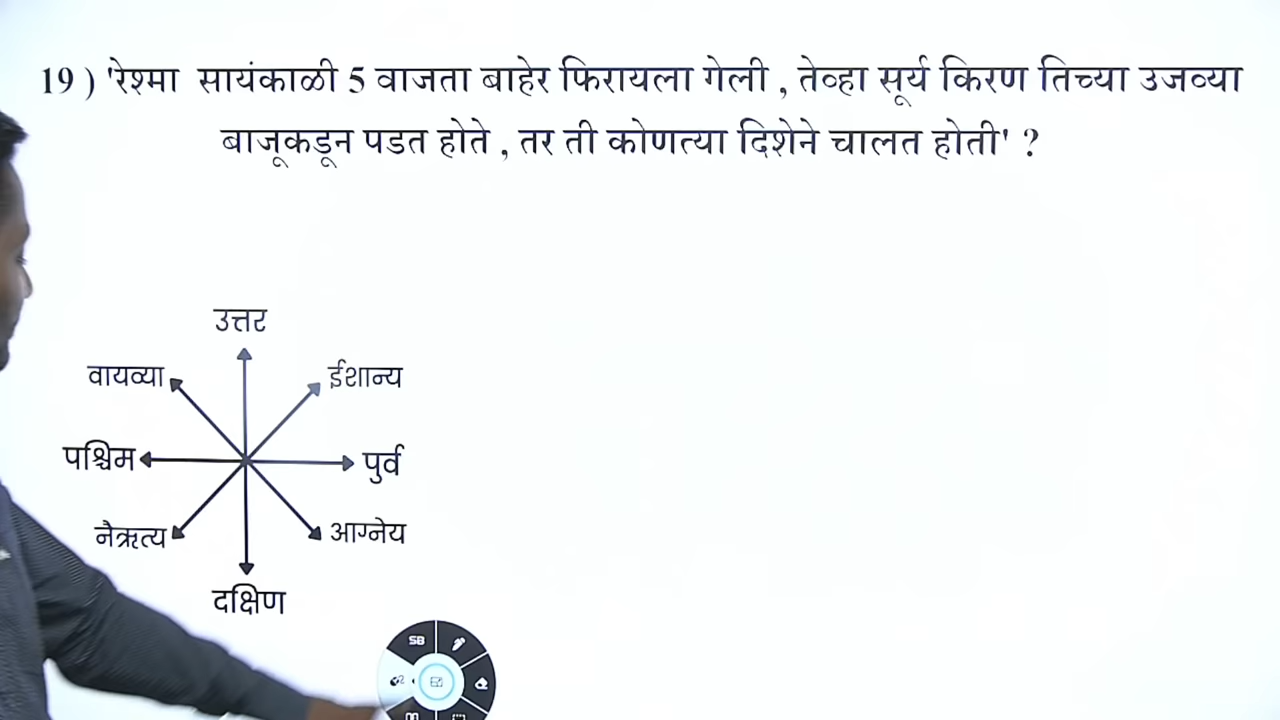 19 ) 'रेश्मा सायंकाळी 5 वाजता बाहेर फिरायला गेली , तेव्हा सूर्य किरण तिच्या उजव्या
बाजूकडून पडत होते , तर ती कोणत्या दिशेने चालत होती' ?
उत्तर
वायव्या
ईशान्य
पश्चिम
पुर्व
नैऋत्य
आग्नेय
दक्षिण
SB